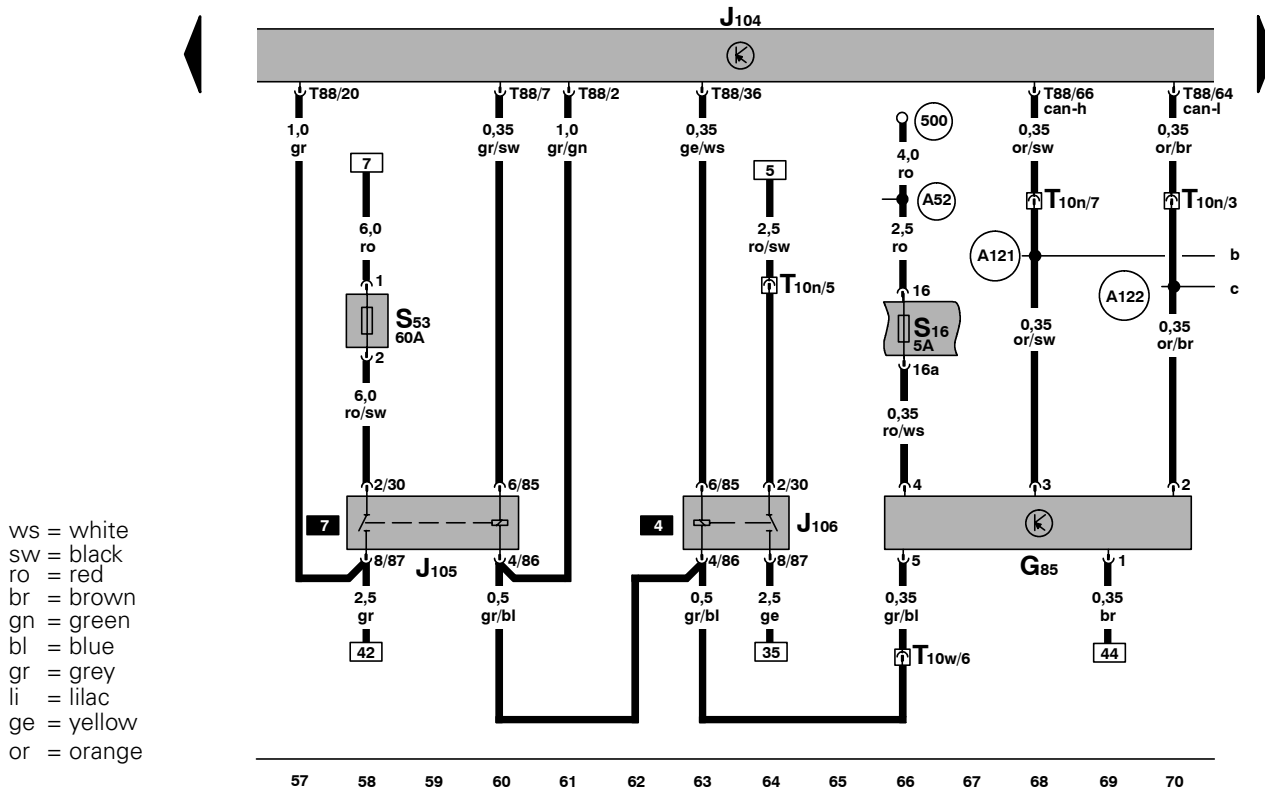 J104
T88/20
T88/7
T88/2
T88/36
T88/66
can-h
T88/64
can-l
1,0
gr
0,35
gr/sw
1,0
gr/gn
0,35
ge/ws
500
4,0
ro
0,35
or/sw
0,35
or/br
7
5
A52
T10n/7
T10n/3
6,0
ro
2,5
ro/sw
2,5
ro
A121
b
1
T10n/5
16
A122
c
S53
60A
S16
5A
0,35
or/sw
0,35
or/br
2
16a
6,0
ro/sw
0,35
ro/ws
2/30
6/85
6/85
2/30
4
3
2
7
4
J106
8/87
J105
4/86
4/86
8/87
5
G85
1
2,5
gr
0,5
gr/bl
0,5
gr/bl
2,5
ge
0,35
gr/bl
0,35
br
42
35
T10w/6
44
ws = white
sw = black
ro = red
br = brown
gn = green
bl = blue
gr = grey
li = lilac
ge = yellow
or = orange
57 58 59 60 61 62 63 64 65 66 67 68 69 70